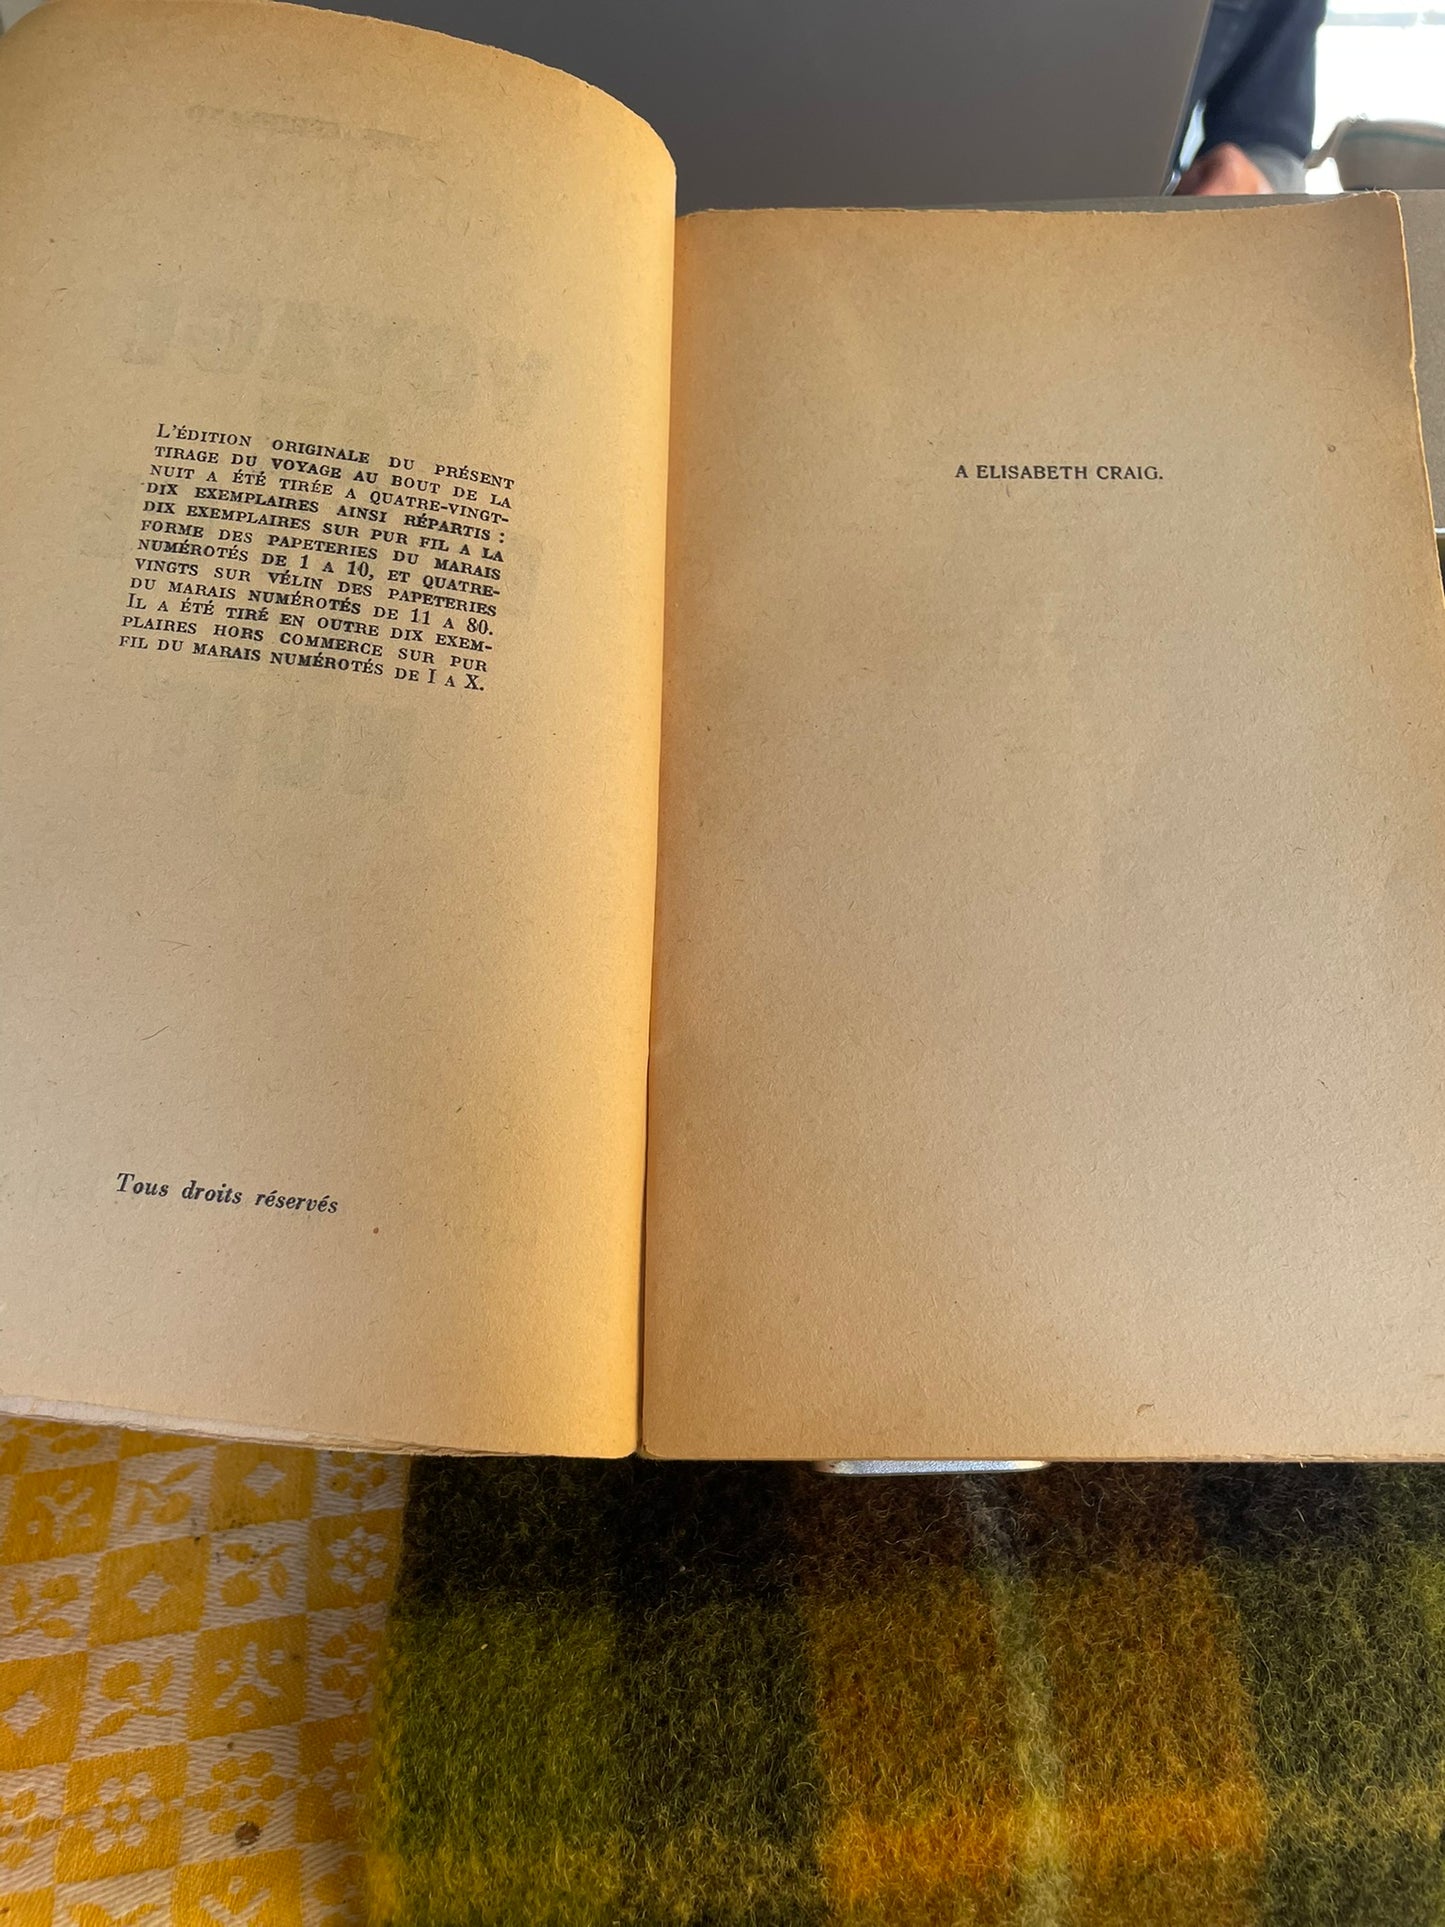 L'ÉDITION ORIGINALE DU PRÉSENT
TIRAGE DU VOYAGE AU BOUT DE LA
NUIT A ÉTÉ TIRÉE A QUATRE-VINGT-
DIX EXEMPLAIRES AINSI RÉPARTIS :
DIX EXEMPLAIRES SUR PUR FIL A LA
FORME DES PAPETERIES DU MARAIS
NUMÉROTÉS DE 1 A 10, ET QUATRE-
VINGTS SUR VÉLIN DES PAPETERIES
DU MARAIS NUMÉROTÉS DE 11 A 80.
IL A ÉTÉ TIRÉ EN OUTRE DIX EXEM-
PLAIRES HORS COMMERCE SUR PUR
FIL DU MARAIS NUMÉROTÉS DE I A X.
Tous droits réservés
A ELISABETH CRAIG.